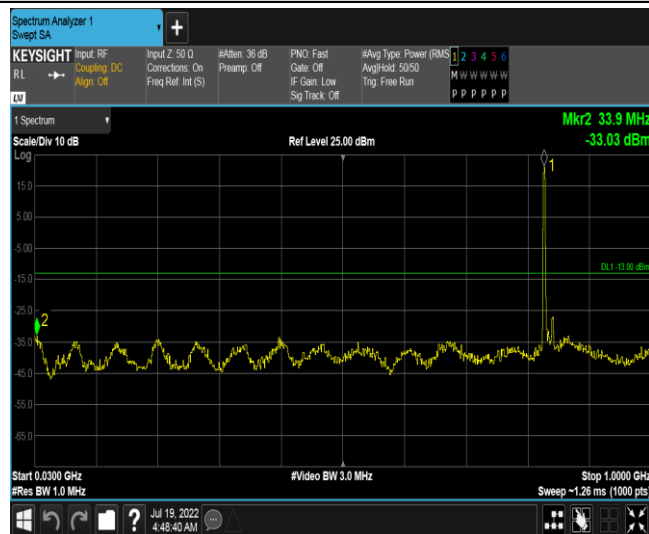 Spectrum Analyzer 1
Swept SA
+
KEYSIGHT
RL
LXI
Input: RF
Coupling: DC
Align: Off
Input Z: 50 Ω
Corrections: On
Freq Ref: Int (S)
#Atten: 36 dB
Preamp: Off
PNO: Fast
Gate: Off
IF Gain: Low
Sig Track: Off
#Avg Type: Power (RMS
Avg|Hold: 50/50
Trig: Free Run
1 2 3 4 5 6
M W W W W W
P P P P P P
1 Spectrum
Mkr2 33.9 MHz
-33.03 dBm
Scale/Div 10 dB
Ref Level 25.00 dBm
Log
1
15.0
5.00
-5.00
DL1 -13.00 dBm
-15.0
-25.0
2
-35.0
-45.0
-55.0
-65.0
Start 0.0300 GHz
#Video BW 3.0 MHz
Stop 1.0000 GHz
#Res BW 1.0 MHz
Sweep ~1.26 ms (1000 pts)
?
Jul 19, 2022
4:48:40 AM